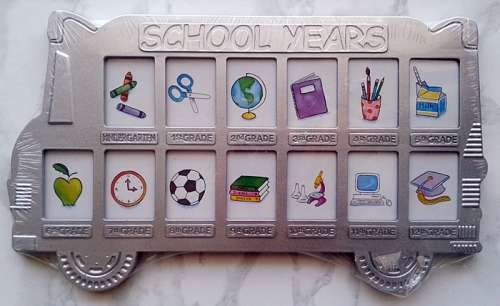 SCHOOL YEARS
KINDERGARTEN 1ST GRADE 2ND GRADE 3RD GRADE 4TH GRADE 5TH GRADE
MILK
6TH GRADE 7TH GRADE 8TH GRADE 9TH GRADE 10TH GRADE 11TH GRADE 12TH GRADE